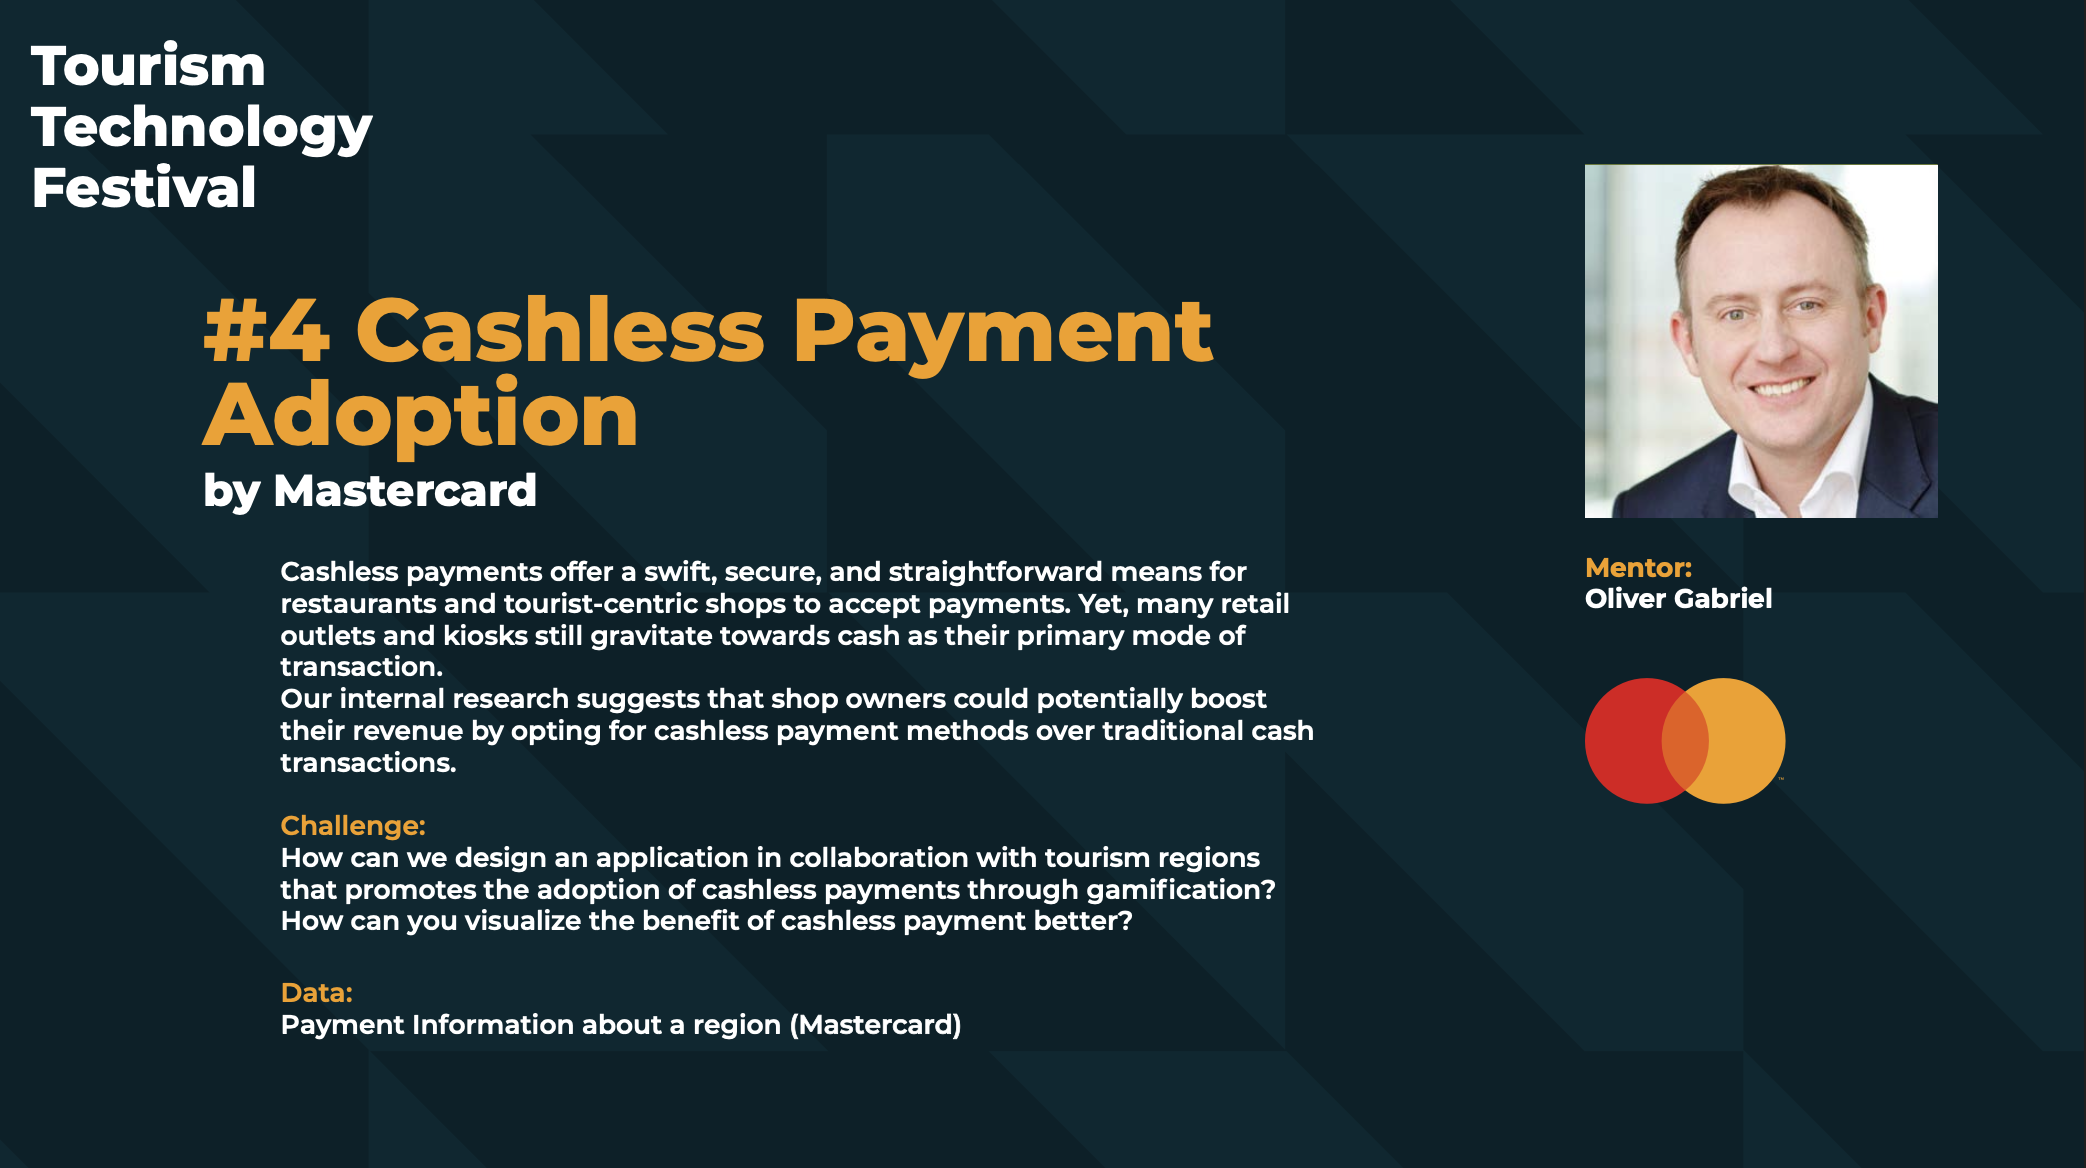 Tourism
Technology
Festival
#4 Cashless Payment
Adoption
by Mastercard
Cashless payments offer a swift, secure, and straightforward means for
restaurants and tourist-centric shops to accept payments. Yet, many retail
outlets and kiosks still gravitate towards cash as their primary mode of
transaction.
Our internal research suggests that shop owners could potentially boost
their revenue by opting for cashless payment methods over traditional cash
transactions.
Challenge:
How can we design an application in collaboration with tourism regions
that promotes the adoption of cashless payments through gamification?
How can you visualize the benefit of cashless payment better?
Data:
Payment Information about a region (Mastercard)
Mentor:
Oliver Gabriel
™